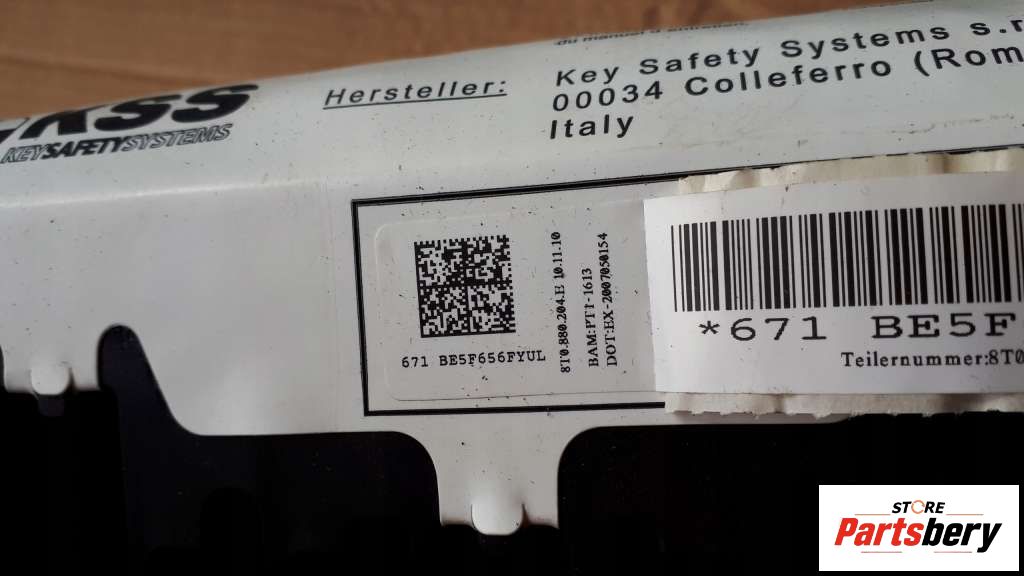 KSS
KEYSAFETYSYSTEMS
Hersteller:
Key Safety Systems s.r
00034 Colleferro (Rom
Italy
671 BE5F656FYUL
8T0.880.204.E 10.11.10
BAM:PT1-1613
DOT:EX-2007050154
*671 BE5F
Teilernummer:8T0
STORE
Partsbery